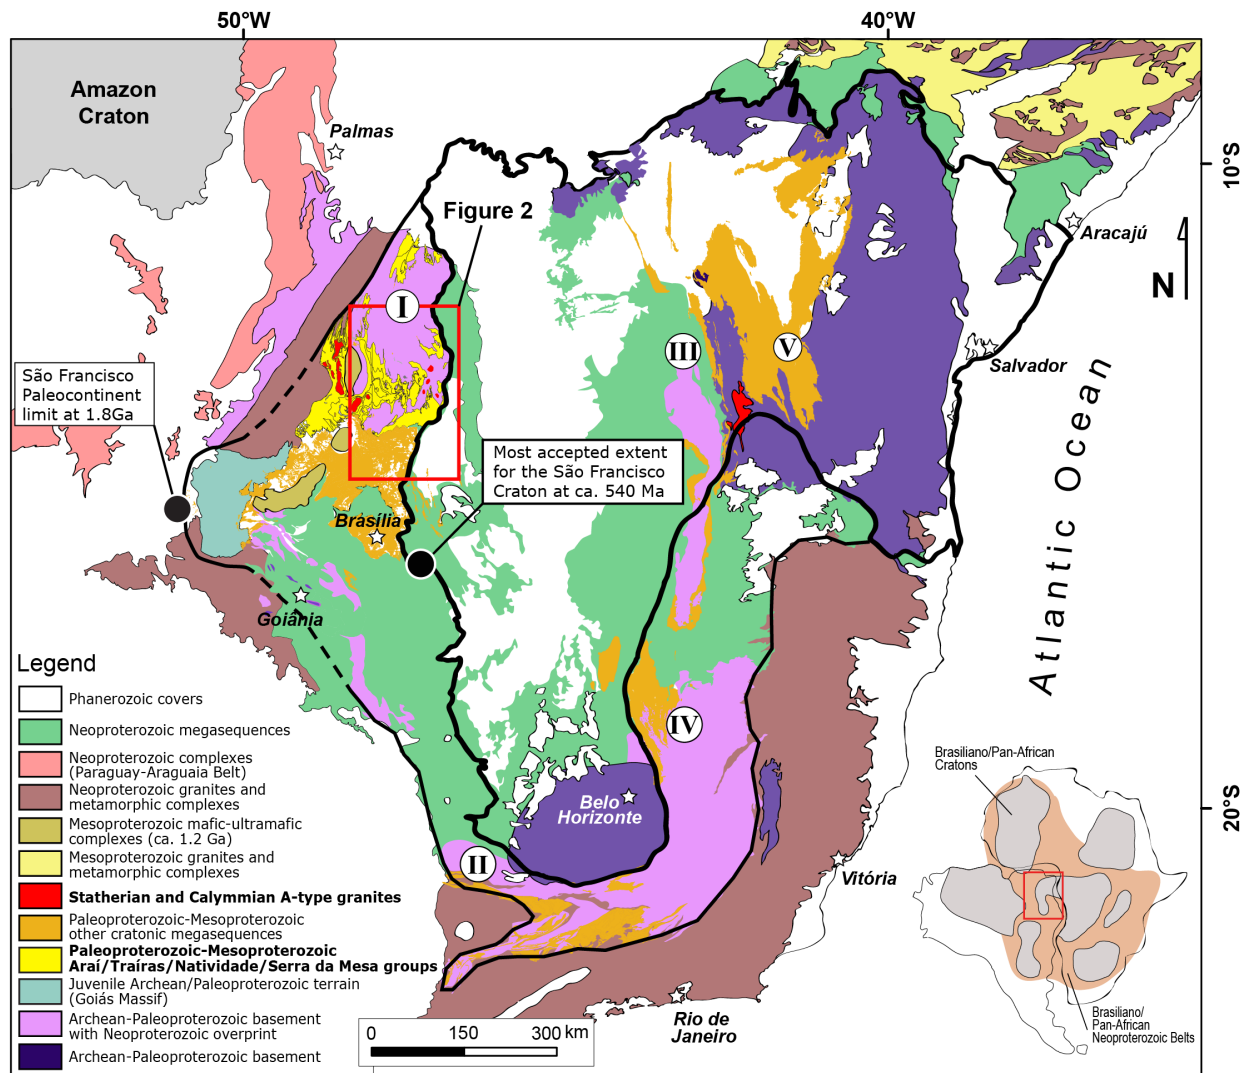 50°W
40°W
Amazon
Craton
Palmas
10°S
Figure 2
Aracajú
N
I
III
V
Salvador
São Francisco
Paleocontinent
limit at 1.8Ga
Most accepted extent
for the São Francisco
Craton at ca. 540 Ma
Brasília
Goiânia
Atlantic Ocean
Legend
Phanerozoic covers
Neoproterozoic megasequences
Neoproterozoic complexes
(Paraguay-Araguaia Belt)
Neoproterozoic granites and
metamorphic complexes
Mesoproterozoic mafic-ultramafic
complexes (ca. 1.2 Ga)
Mesoproterozoic granites and
metamorphic complexes
Statherian and Calymmian A-type granites
Paleoproterozoic-Mesoproterozoic
other cratonic megasequences
Paleoproterozoic-Mesoproterozoic
Araí/Traíras/Natividade/Serra da Mesa groups
Juvenile Archean/Paleoproterozoic terrain
(Goiás Massif)
Archean-Paleoproterozoic basement
with Neoproterozoic overprint
Archean-Paleoproterozoic basement
IV
Belo
Horizonte
II
20°S
Vitória
Rio de
Janeiro
0 150 300 km
Brasiliano/Pan-African
Cratons
Brasiliano/
Pan-African
Neoproterozoic Belts